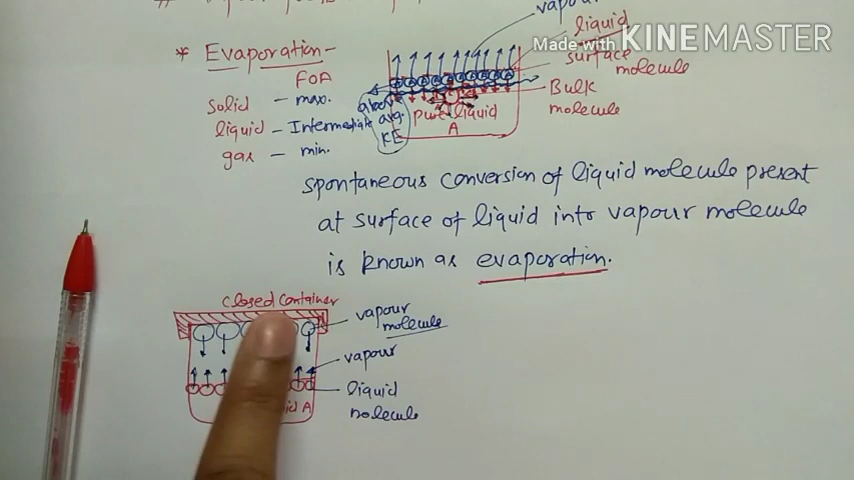 vapour
* Evaporation-
FOA
solid - max.
liquid - Intermediate
gas - min.
liquid
surface
molecule
Bulk
molecule
above
avg.
KE
pure liquid
A
Made with KINEMASTER
spontaneous conversion of liquid molecule present
at surface of liquid into vapour molecule
is known as evaporation.
closed container
vapour
molecule
vapour
liquid
molecule
A